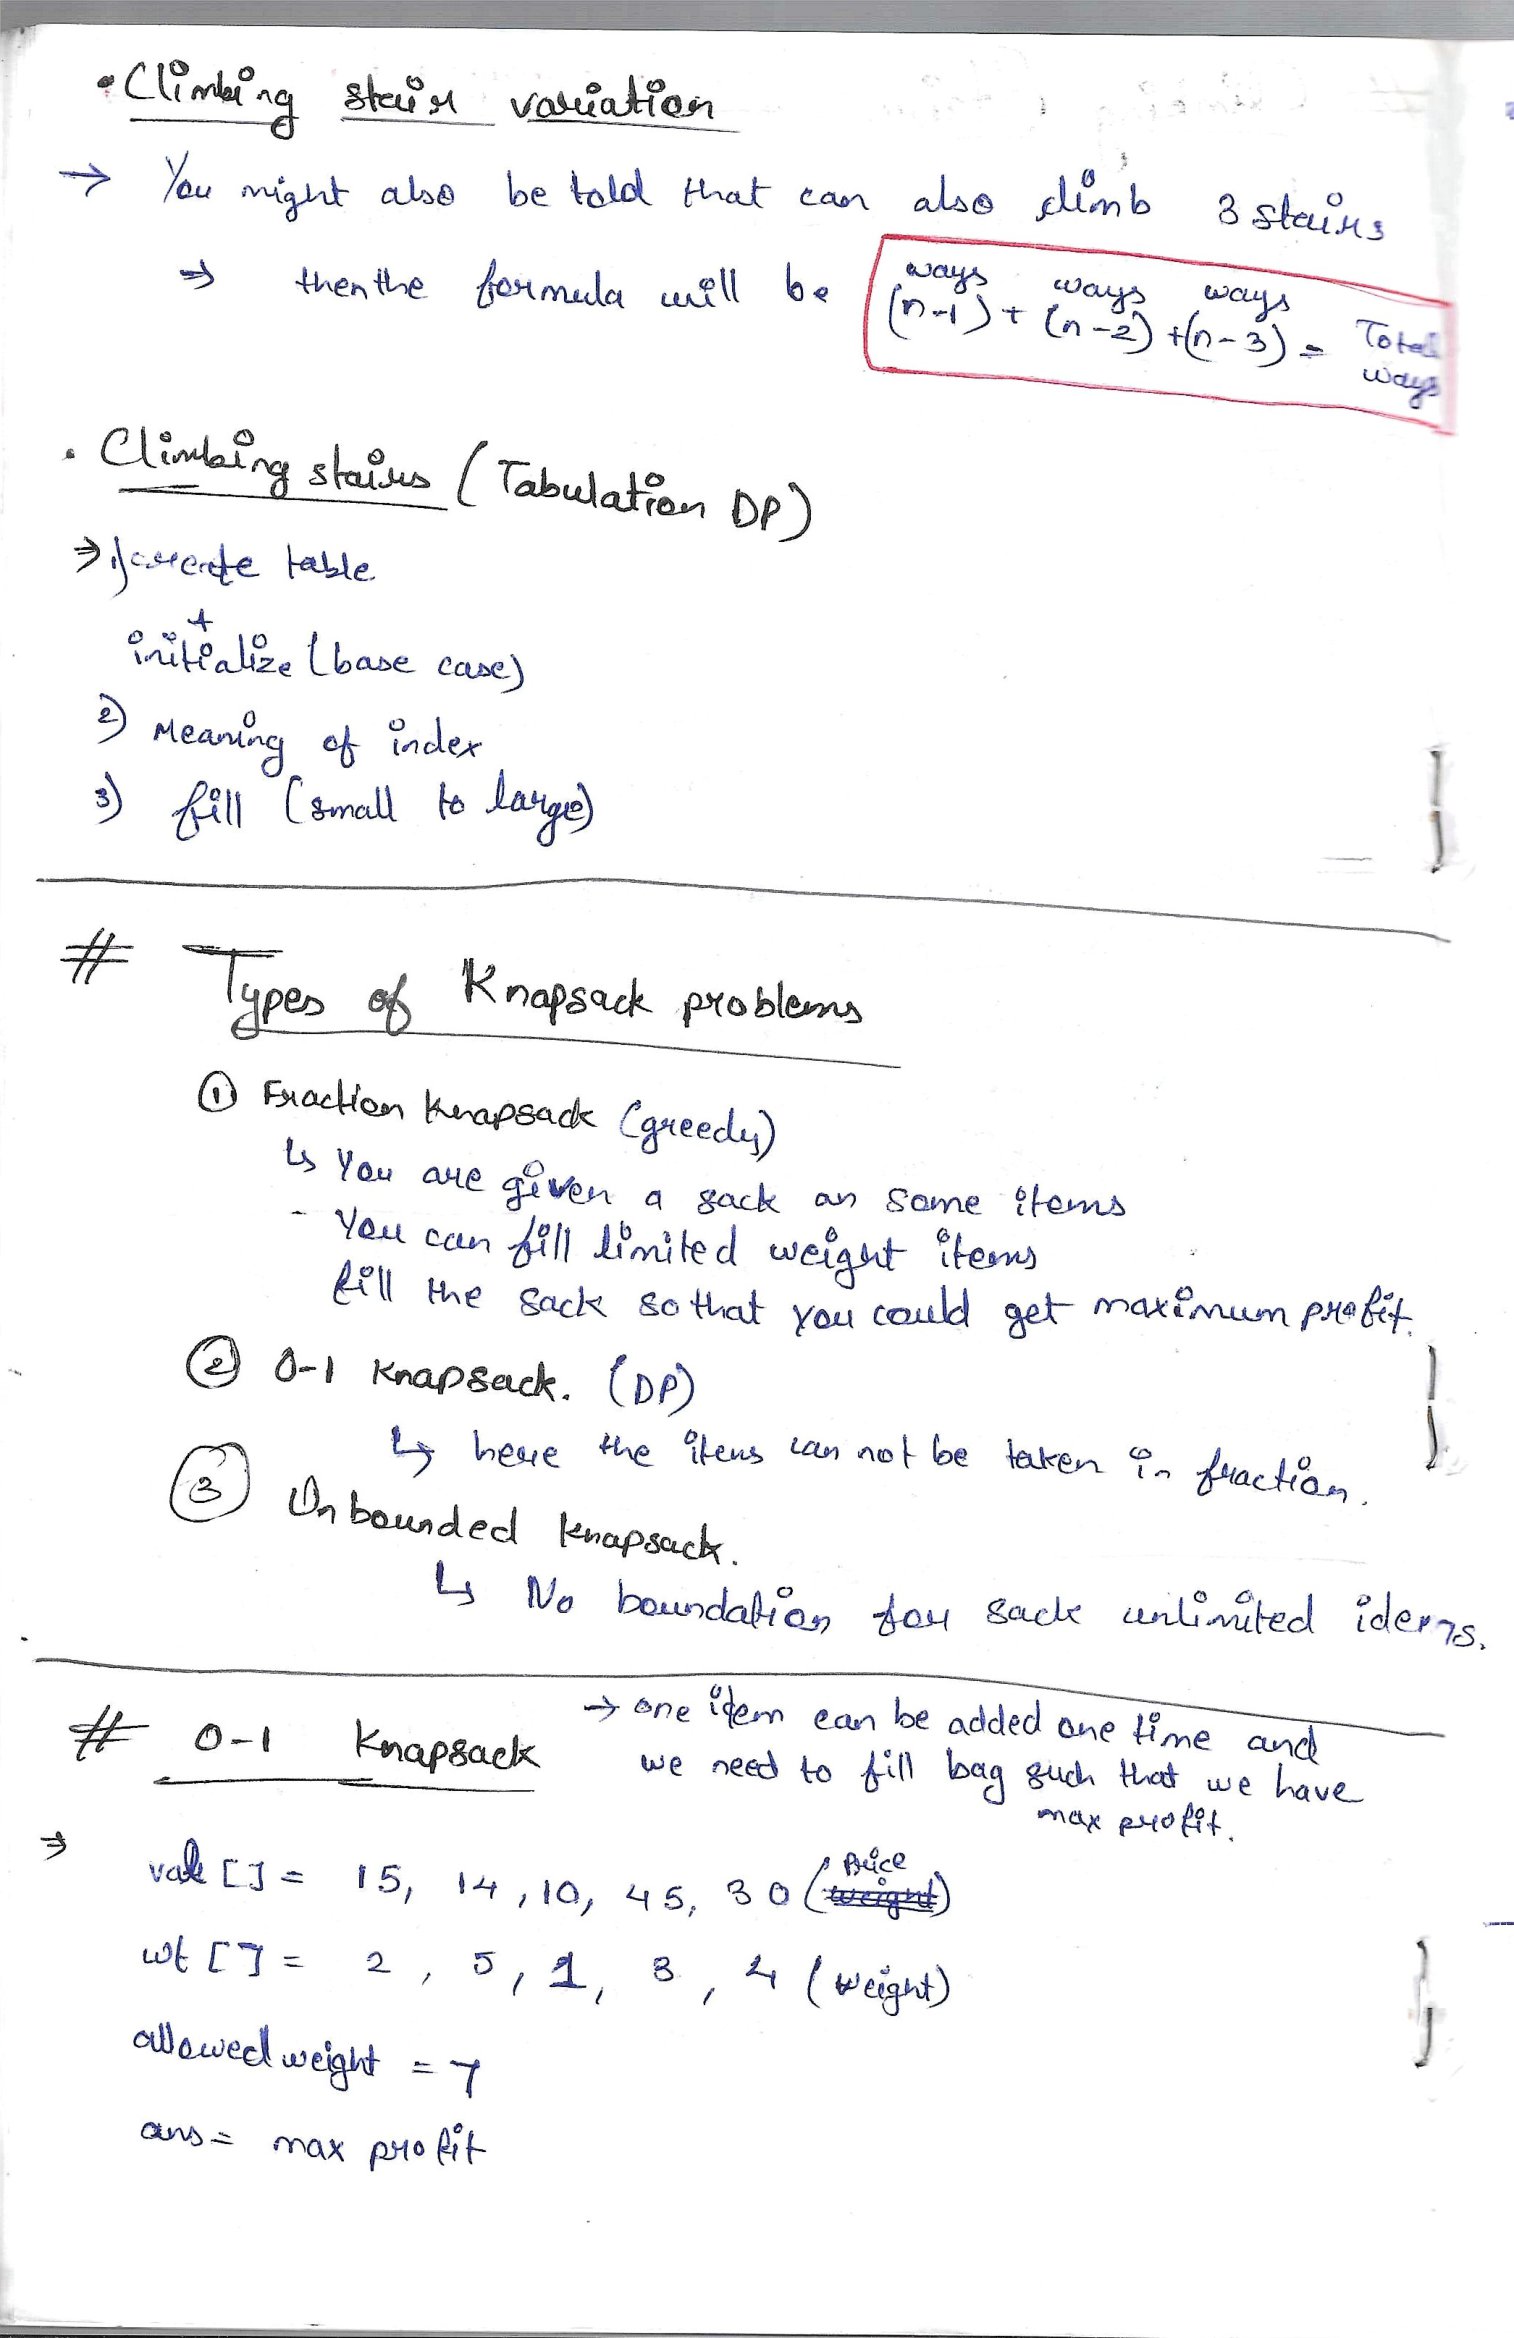 • Climbing stair variation
→ You might also be told that can also climb 3 stairs
⇒ then the formula will be ways (n-1) + ways (n-2) + ways (n-3) = Total ways
• Climbing stairs (Tabulation DP)
⇒ 1) create table
+
initialize (base case)
2) Meaning of index
3) fill (small to large)
# Types of Knapsack problems
① Fraction Knapsack (greedy)
↳ You are given a sack an some items
- You can fill limited weight items
fill the sack so that you could get maximum profit.
② 0-1 Knapsack. (DP)
↳ here the items can not be taken in fraction.
③ Unbounded Knapsack.
↳ No boundation for sack unlimited idems.
# 0-1 Knapsack → one item can be added one time and
we need to fill bag such that we have
max profit.
⇒ val [] = 15, 14, 10, 45, 30 (Price)
wt [] = 2, 5, 1, 3, 4 (weight)
allowed weight = 7
ans = max profit